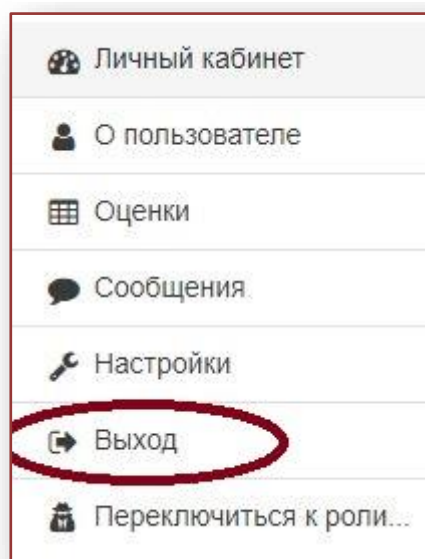 Личный кабинет
О пользователе
Оценки
Сообщения
Настройки
Выход
Переключиться к роли...